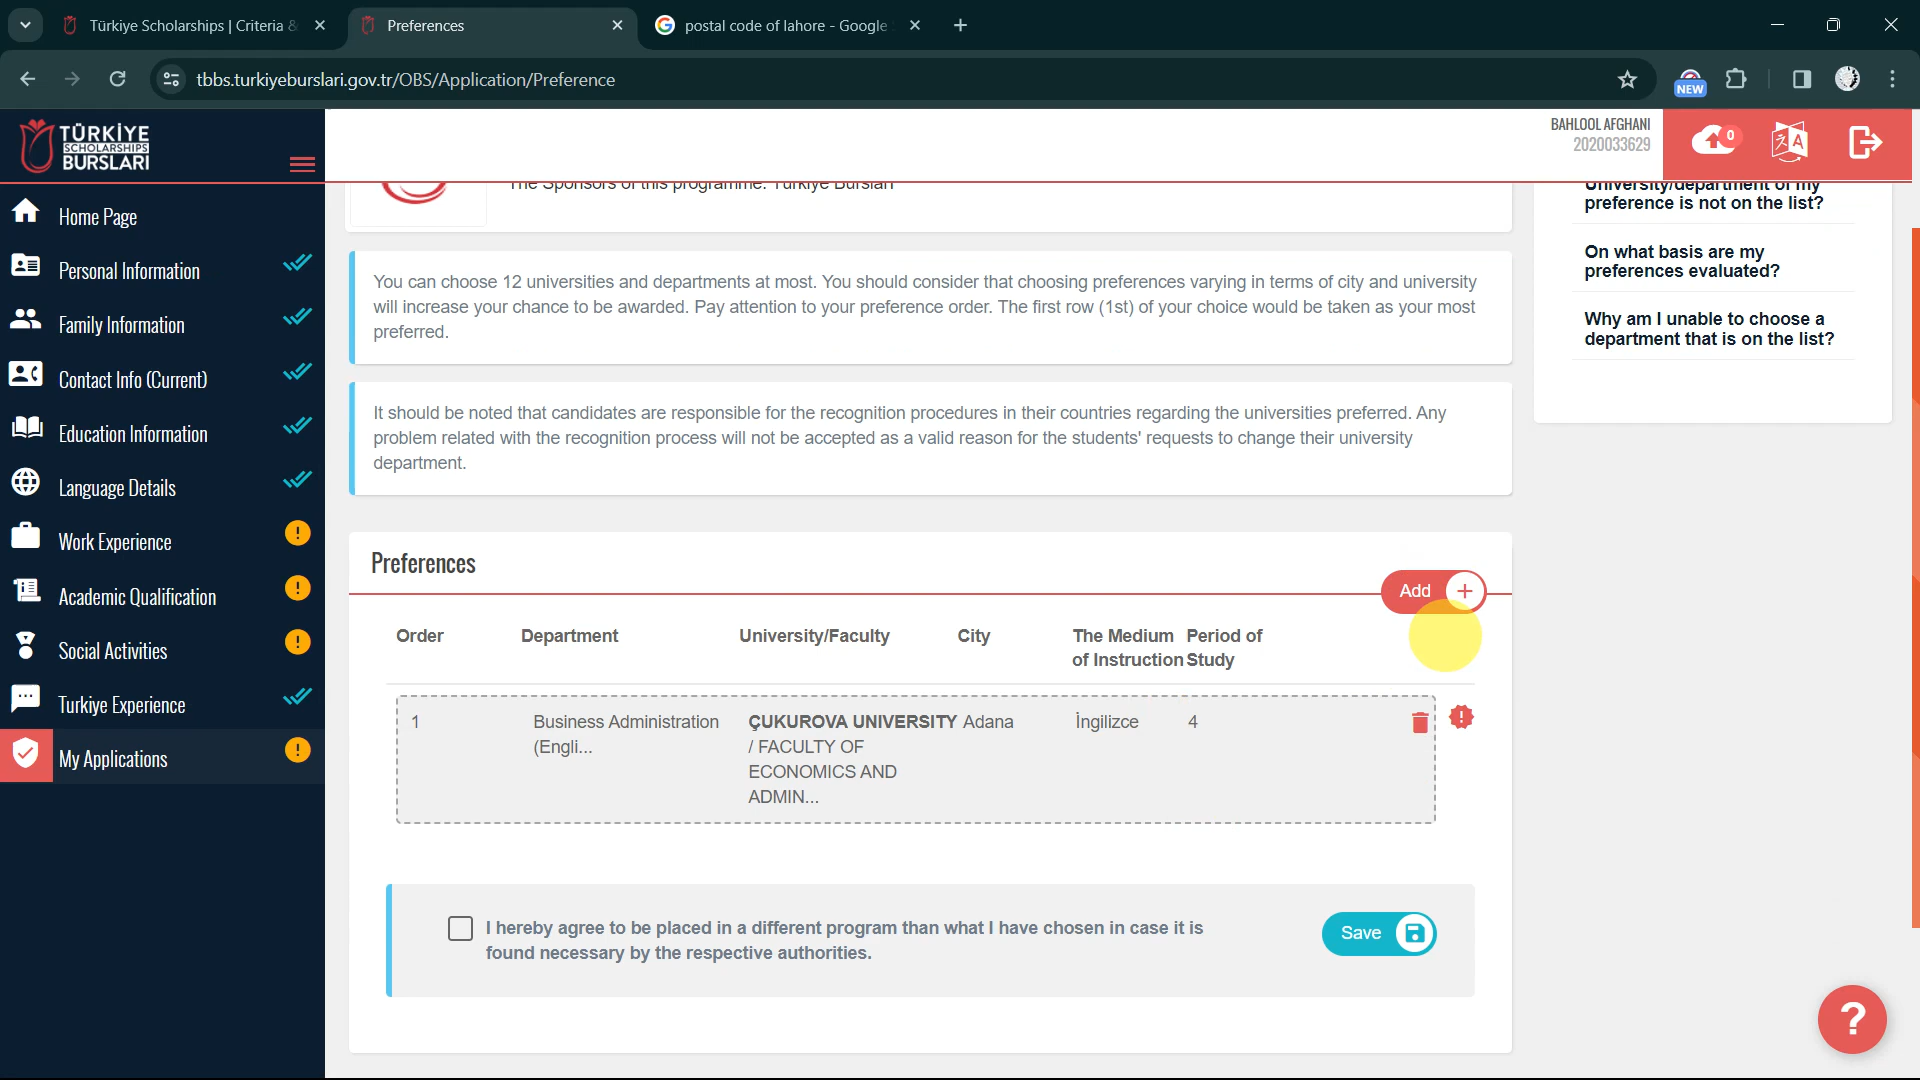 Türkiye Scholarships | Criteria &
Preferences
postal code of lahore - Google
tbbs.turkiyeburslari.gov.tr/OBS/Application/Preference
NEW
TÜRKİYE
SCHOLARSHIPS
BURSLARI
BAHLOOL AFGHANI
2020033629
0
Home Page
Personal Information
Family Information
Contact Info (Current)
Education Information
Language Details
Work Experience
Academic Qualification
Social Activities
Turkiye Experience
My Applications
The Sponsors of this programme: Türkiye Bursları
You can choose 12 universities and departments at most. You should consider that choosing preferences varying in terms of city and university
will increase your chance to be awarded. Pay attention to your preference order. The first row (1st) of your choice would be taken as your most
preferred.
It should be noted that candidates are responsible for the recognition procedures in their countries regarding the universities preferred. Any
problem related with the recognition process will not be accepted as a valid reason for the students' requests to change their university
department.
Preferences
Add +
Order Department University/Faculty City The Medium of Instruction Period of Study
1 Business Administration (Engli... ÇUKUROVA UNIVERSITY / FACULTY OF ECONOMICS AND ADMIN... Adana İngilizce 4
I hereby agree to be placed in a different program than what I have chosen in case it is
found necessary by the respective authorities.
Save
University/department of my
preference is not on the list?
On what basis are my
preferences evaluated?
Why am I unable to choose a
department that is on the list?
?